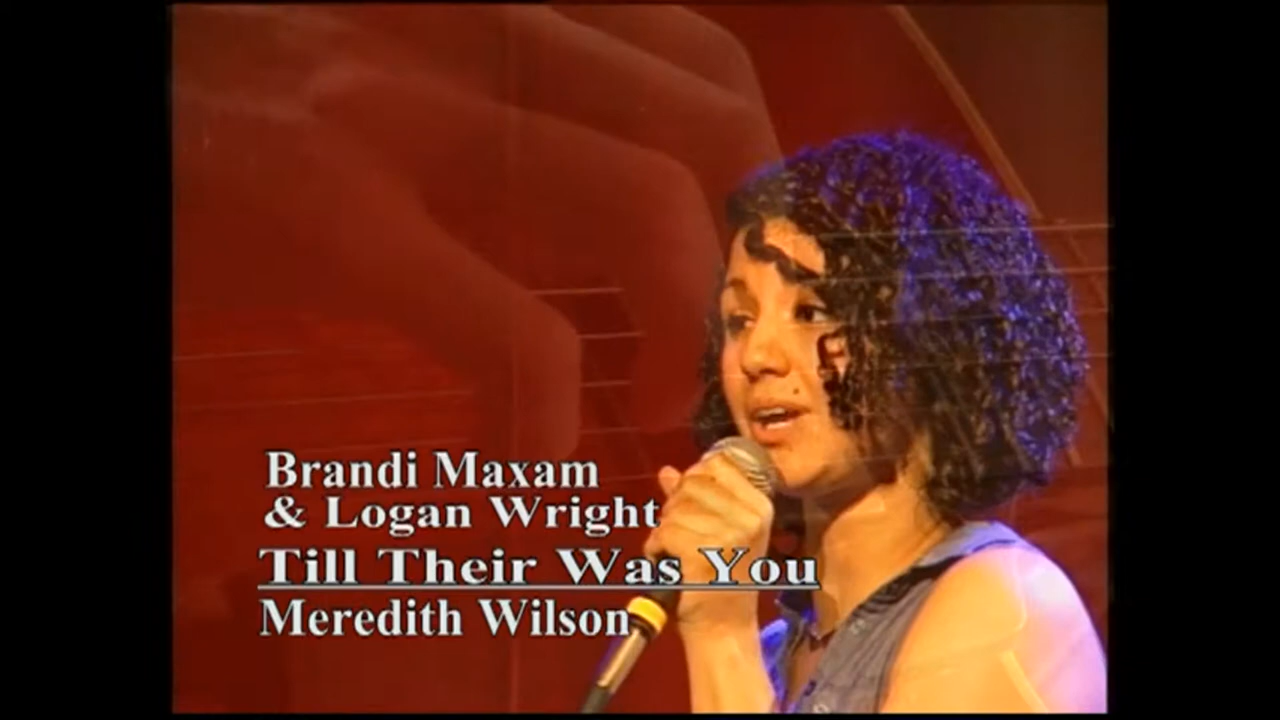 Brandi Maxam
& Logan Wright
Till Their Was You
Meredith Wilson